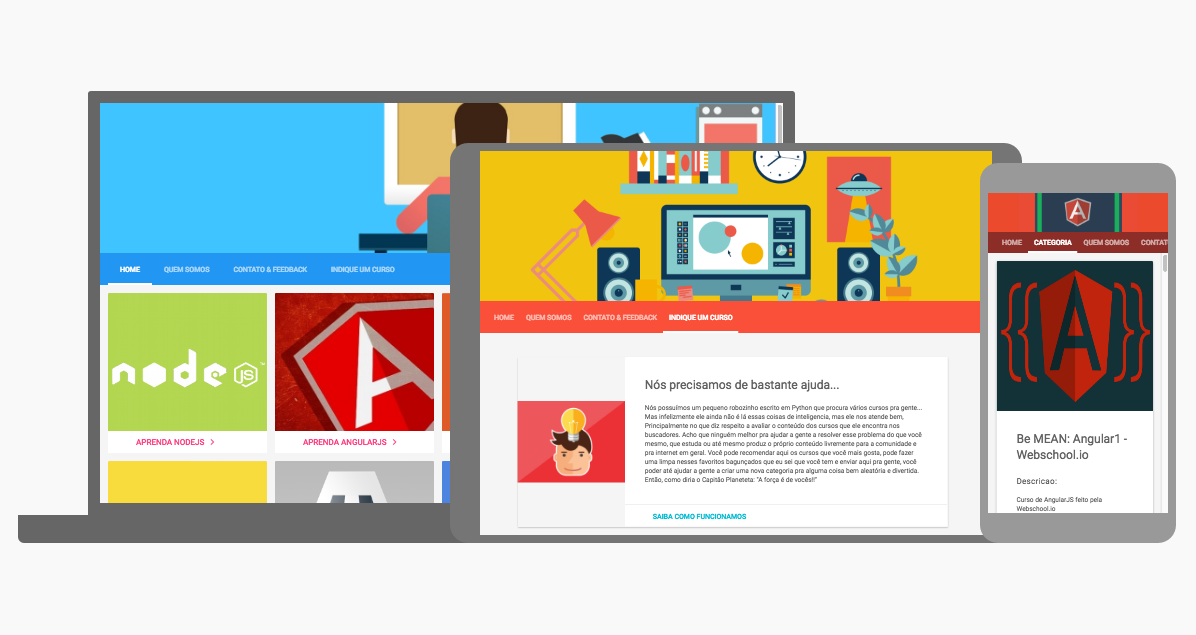 HOME QUEM SOMOS CONTATO & FEEDBACK INDIQUE UM CURSO
node JS ™
APRENDA NODEJS >
A
APRENDA ANGULARJS >
HOME QUEM SOMOS CONTATO & FEEDBACK INDIQUE UM CURSO
Nós precisamos de bastante ajuda...
Nós possuímos um pequeno robozinho escrito em Python que procura vários cursos pra gente...
Mas infelizmente ele ainda não é lá essas coisas de inteligencia, mas ele nos atende bem,
Principalmente no que diz respeito a avaliar o conteúdo dos cursos que ele encontra nos
buscadores. Acho que ninguém melhor pra ajudar a gente a resolver esse problema do que você
mesmo, que estuda ou até mesmo produz o próprio conteúdo livremente para a comunidade e
pra internet em geral. Você pode recomendar aqui os cursos que você mais gosta, pode fazer
uma limpa nesses favoritos bagunçados que eu sei que você tem e enviar aqui pra gente, você
poder até ajudar a gente a criar uma nova categoria pra alguma coisa bem aleatória e divertida.
Então, como diria o Capitão Planeteta: "A força é de vocês!!"
SAIBA COMO FUNCIONAMOS
A
HOME CATEGORIA QUEM SOMOS CONTAT
{{A}}
Be MEAN: Angular1 -
Webschool.io
Descricao:
Curso de AngularJS feito pela
Webschool.io